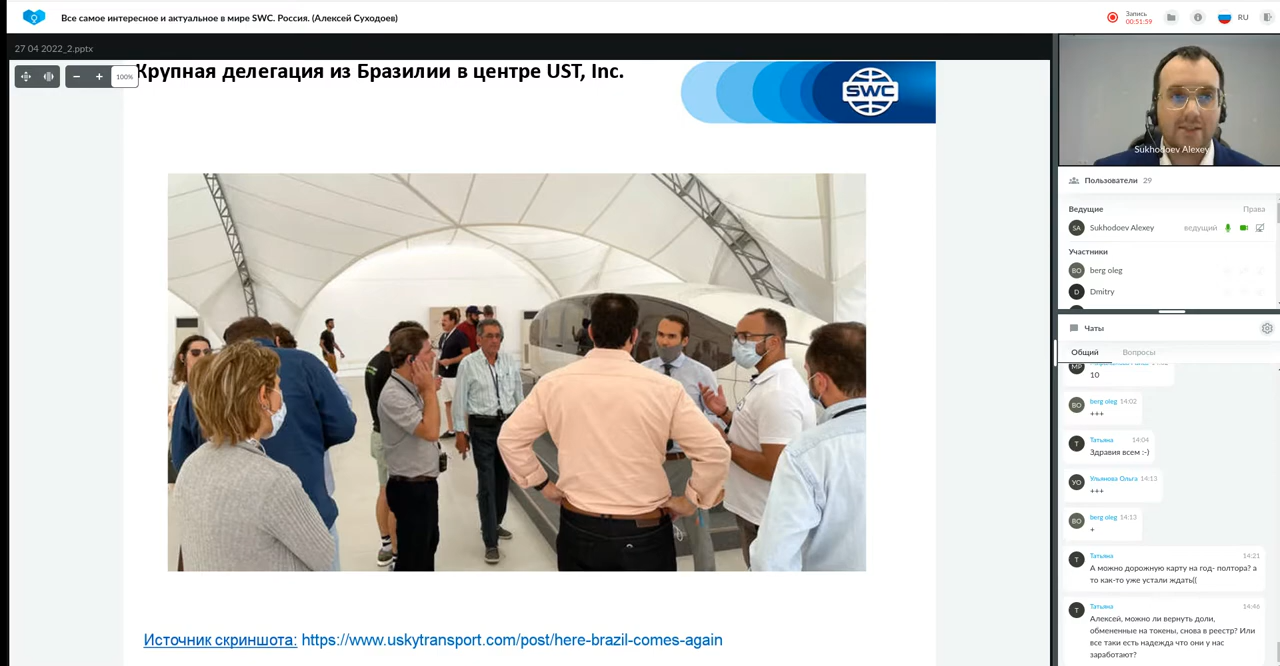 Все самое интересное и актуальное в мире SWC. Россия. (Алексей Суходоев)
Запись
00:51:59
RU
27 04 2022_2.pptx
100%
Крупная делегация из Бразилии в центре UST, Inc.
SWC
Источник скриншота: https://www.uskytransport.com/post/here-brazil-comes-again
Sukhodoev Alexey
Пользователи 29
Ведущие Права
SA Sukhodoev Alexey ведущий
Участники
BO berg oleg
D Dmitry
Чаты
Общий Вопросы
МР
10
BO berg oleg 14:02
+++
Т Татьяна 14:04
Здравия всем :-)
УО Ульянова Ольга 14:13
+++
BO berg oleg 14:13
+
Т Татьяна 14:21
А можно дорожную карту на год- полтора? а
то как-то уже устали ждать((
Т Татьяна 14:46
Алексей, можно ли вернуть доли,
обмененные на токены, снова в реестр? Или
все таки есть надежда что они у нас
заработают?